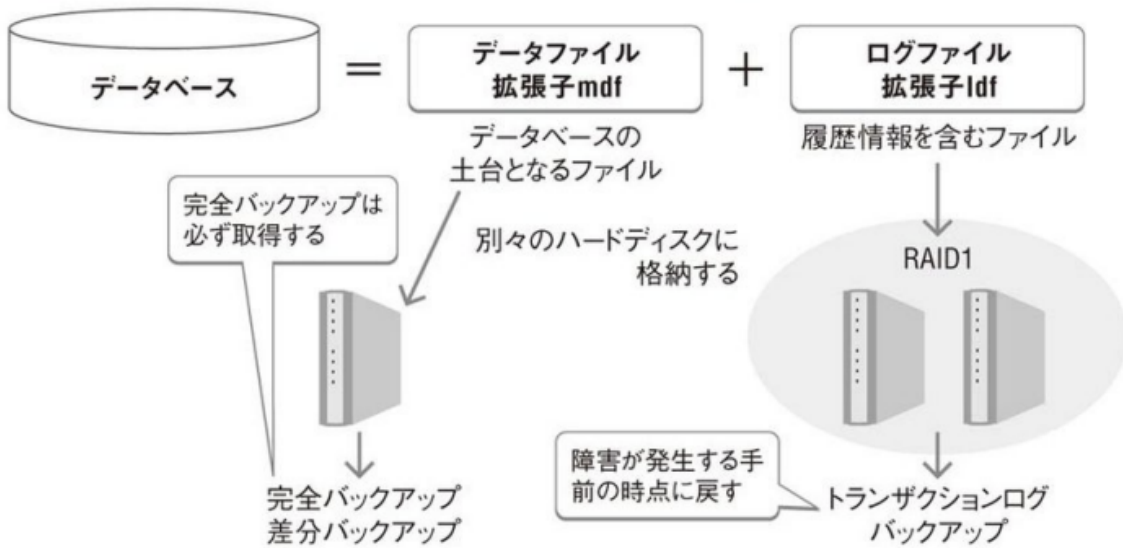 データベース
=
データファイル
拡張子mdf
+
ログファイル
拡張子ldf
データベースの
土台となるファイル
履歴情報を含むファイル
完全バックアップは
必ず取得する
別々のハードディスクに
格納する
RAID1
障害が発生する手
前の時点に戻す
完全バックアップ
差分バックアップ
トランザクションログ
バックアップ